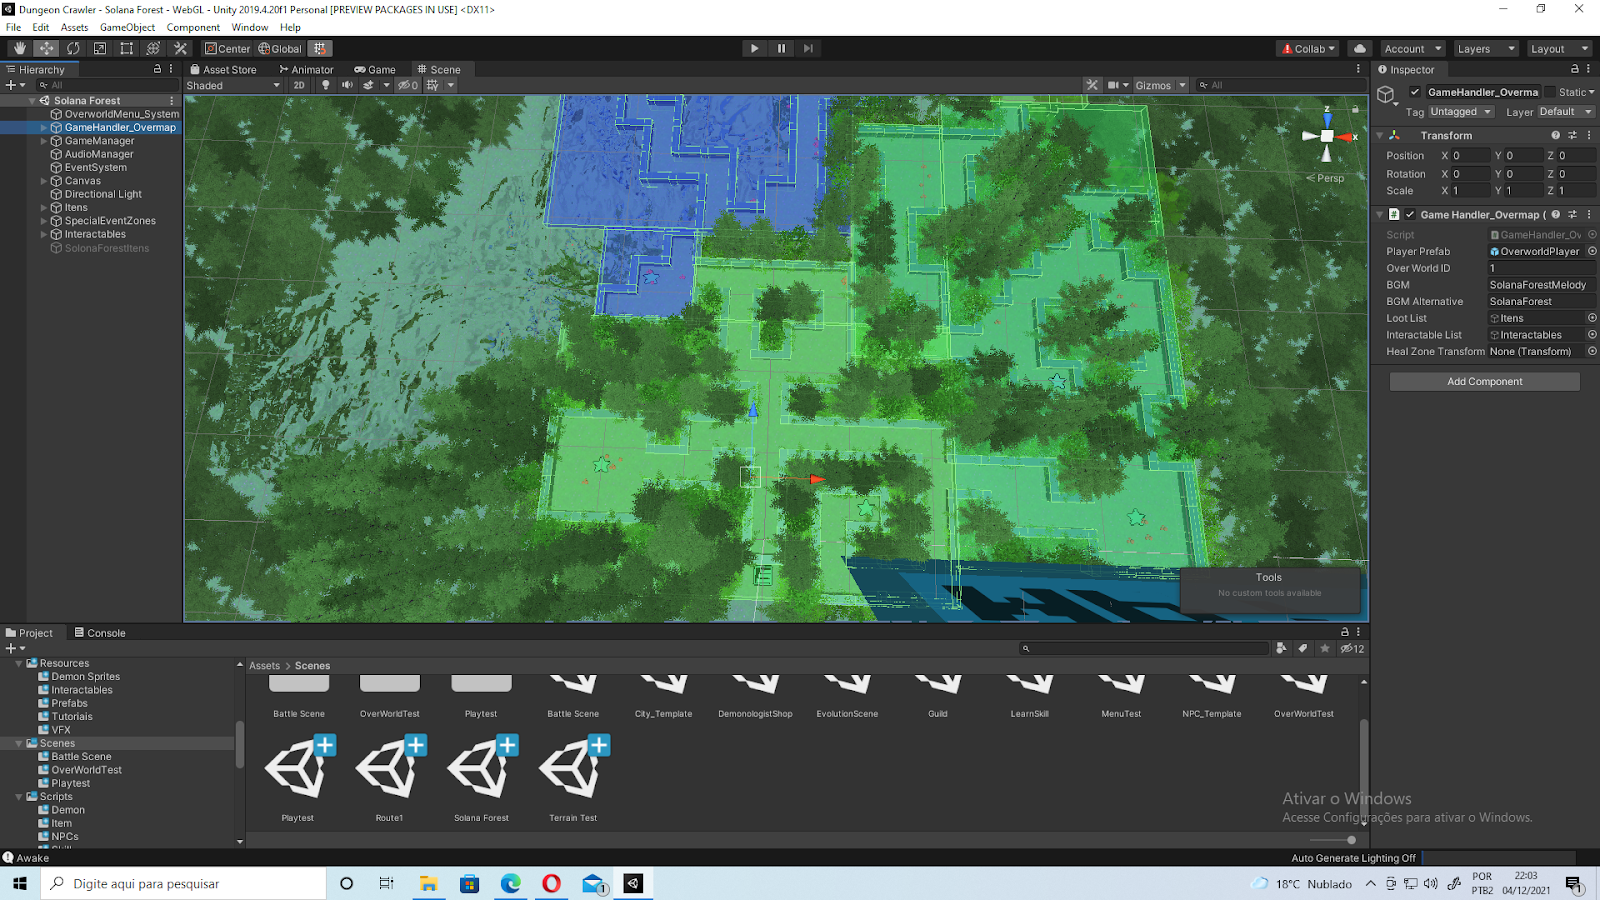 Dungeon Crawler - Solana Forest - WebGL - Unity 2019.4.20f1 Personal [PREVIEW PACKAGES IN USE] <DX11>
File Edit Assets GameObject Component Window Help
Center Global Collab Account Layers Layout
Hierarchy
All
Solana Forest
OverworldMenu_System
GameHandler_Overmap
GameManager
AudioManager
EventSystem
Canvas
Directional Light
Itens
SpecialEventZones
Interactables
SolonaForestItens
Asset Store Animator Game Scene
Shaded 2D 0 Gizmos All
z
x
Persp
Tools
No custom tools available
Inspector
GameHandler_Overma Static
Tag Untagged Layer Default
Transform
Position X 0 Y 0 Z 0
Rotation X 0 Y 0 Z 0
Scale X 1 Y 1 Z 1
Game Handler_Overmap (
Script GameHandler_Ov
Player Prefab OverworldPlayer
Over World ID 1
BGM SolanaForestMelody
BGM Alternative SolanaForest
Loot List Itens
Interactable List Interactables
Heal Zone Transform None (Transform)
Add Component
Project Console
12
Resources
Demon Sprites
Interactables
Prefabs
Tutoriais
VFX
Scenes
Battle Scene
OverWorldTest
Playtest
Scripts
Demon
Item
NPCs
Assets > Scenes
Battle Scene OverWorldTest Playtest Battle Scene City_Template DemonologistShop EvolutionScene Guild LearnSkill MenuTest NPC_Template OverWorldTest
Playtest Route1 Solana Forest Terrain Test
Ativar o Windows
Acesse Configurações para ativar o Windows.
Awake
Auto Generate Lighting Off
Digite aqui para pesquisar
1
18°C Nublado
POR
PTB2
22:03
04/12/2021
1